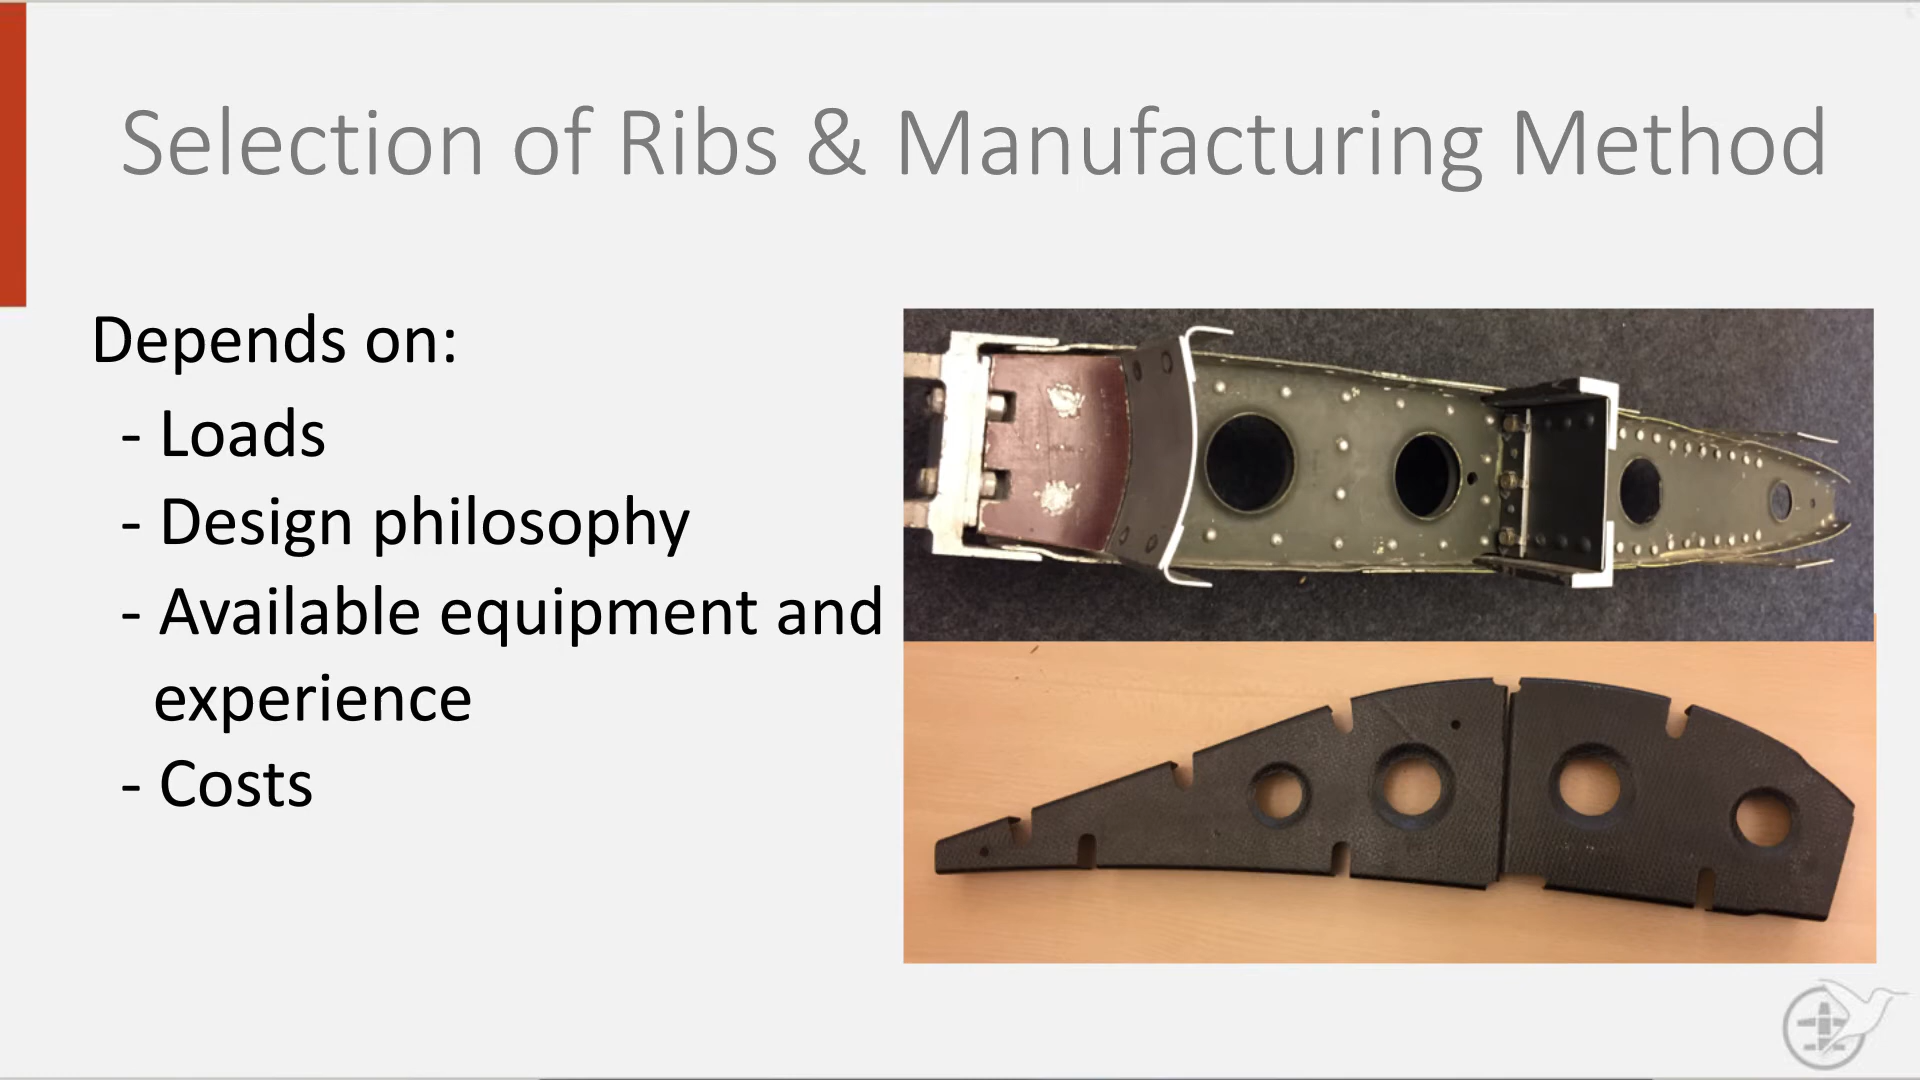 Selection of Ribs & Manufacturing Method
Depends on:
- Loads
- Design philosophy
- Available equipment and
experience
- Costs